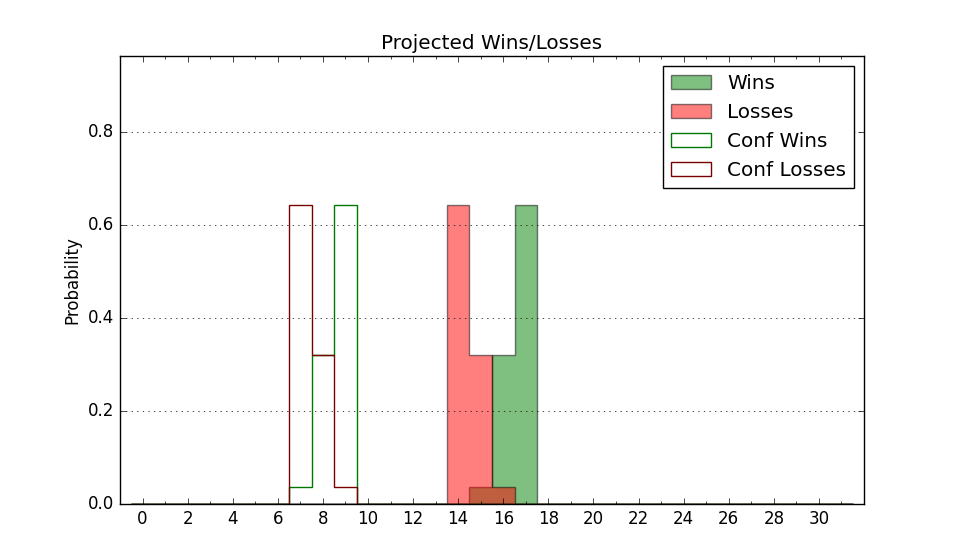 Projected Wins/Losses
Wins
Losses
Conf Wins
Conf Losses
Probability
0.8
0.6
0.4
0.2
0.0
0 2 4 6 8 10 12 14 16 18 20 22 24 26 28 30